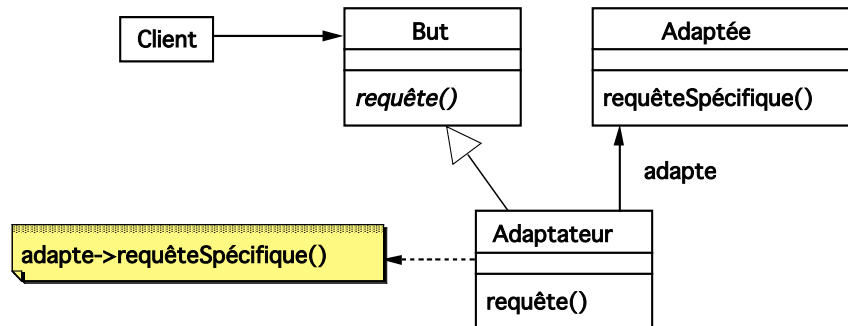 Client
But
requête()
Adaptée
requêteSpécifique()
adapte
Adaptateur
requête()
adapte->requêteSpécifique()